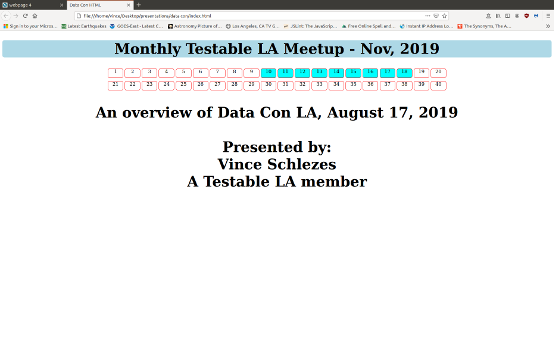 webpage 4
Data Con HTML
file:///home/vince/Desktop/presentations/data con/index.html
Sign in to your Micros...
Latest Earthquakes
GOES-East - Latest C...
Astronomy Picture of...
Los Angeles, CA TV G...
JSLint: The JavaScrip...
Free Online Spell, and...
Instant IP Address Lo...
The Synonyms, The A...
Monthly Testable LA Meetup - Nov, 2019
1 2 3 4 5 6 7 8 9 10 11 12 13 14 15 16 17 18 19 20
21 22 23 24 25 26 27 28 29 30 31 32 33 34 35 36 37 38 39 40
An overview of Data Con LA, August 17, 2019
Presented by:
Vince Schlezes
A Testable LA member